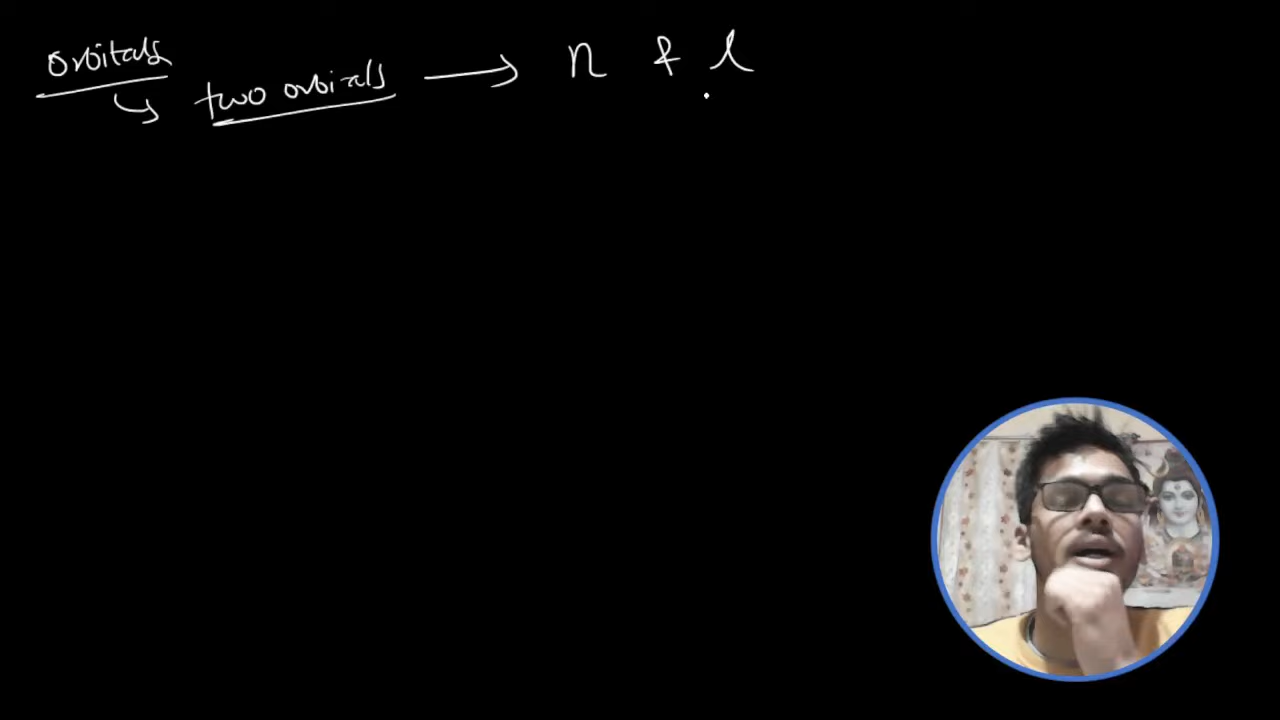 orbitals
↳ two orbitals → n & l